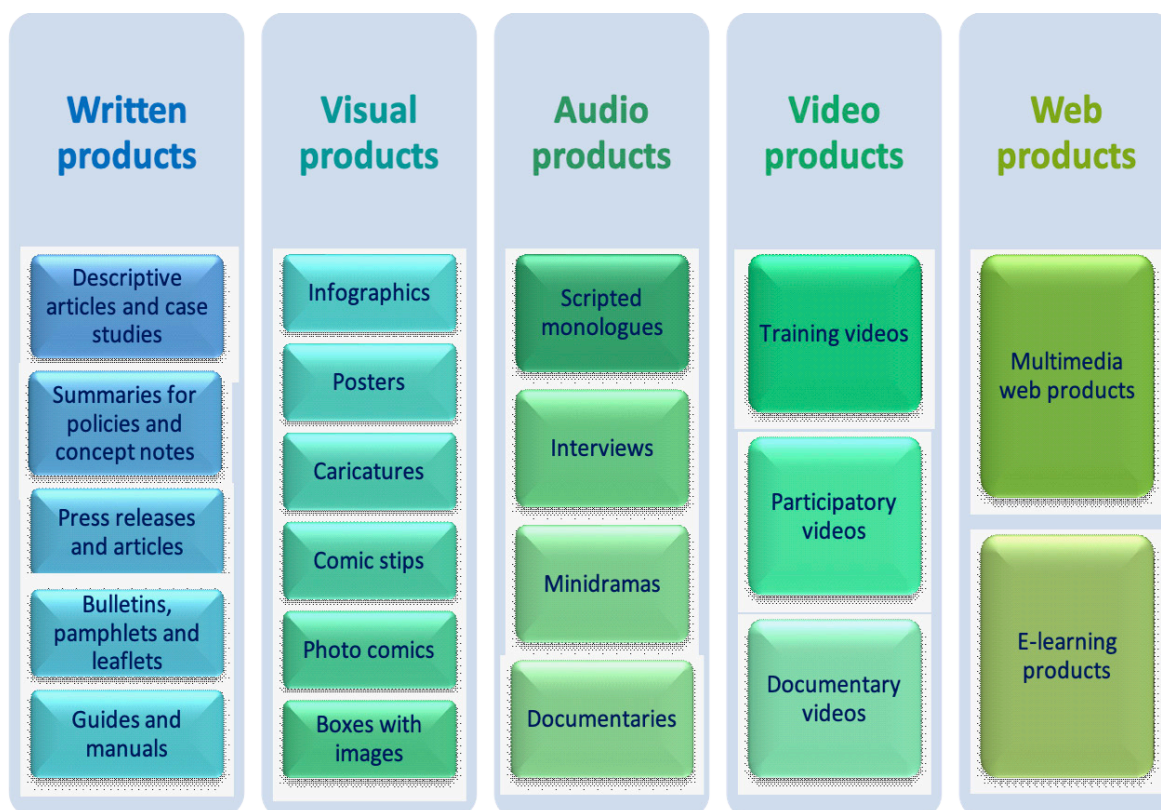 Written
products
Descriptive
articles and case
studies
Summaries for
policies and
concept notes
Press releases
and articles
Bulletins,
pamphlets and
leaflets
Guides and
manuals
Visual
products
Infographics
Posters
Caricatures
Comic stips
Photo comics
Boxes with
images
Audio
products
Scripted
monologues
Interviews
Minidramas
Documentaries
Video
products
Training videos
Participatory
videos
Documentary
videos
Web
products
Multimedia
web products
E-learning
products